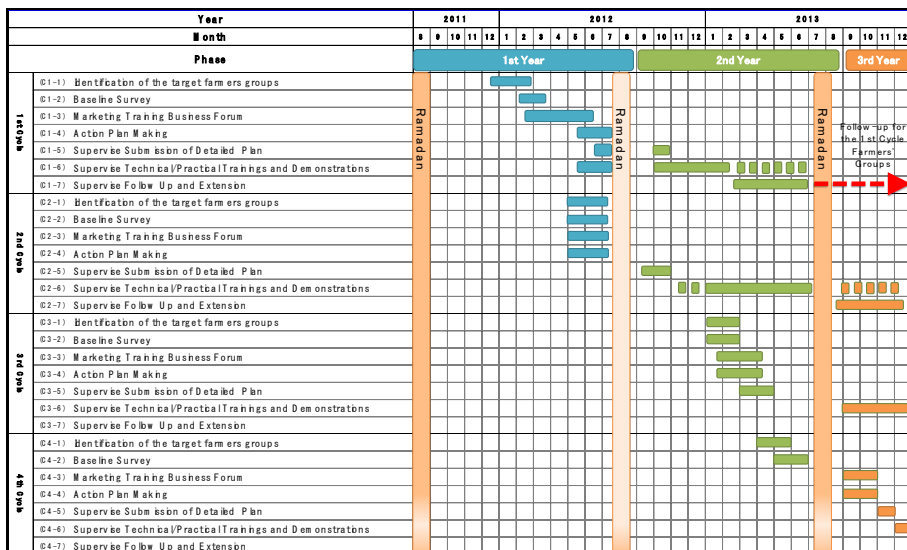 Year 2011 2012 2013
Month 8 9 10 11 12 1 2 3 4 5 6 7 8 9 10 11 12 1 2 3 4 5 6 7 8 9 10 11 12
Phase 1st Year 2nd Year 3rd Year
1st Cycle
(C1-1) Identification of the target farmers groups
(C1-2) Baseline Survey
(C1-3) Marketing Training Business Forum
(C1-4) Action Plan Making
(C1-5) Supervise Submission of Detailed Plan
(C1-6) Supervise Technical/Practical Trainings and Demonstrations
(C1-7) Supervise Follow Up and Extension
Ramadan
Ramadan
Ramadan
Follow-up for
the 1st Cycle
Farmers'
Groups
2nd Cycle
(C2-1) Identification of the target farmers groups
(C2-2) Baseline Survey
(C2-3) Marketing Training Business Forum
(C2-4) Action Plan Making
(C2-5) Supervise Submission of Detailed Plan
(C2-6) Supervise Technical/Practical Trainings and Demonstrations
(C2-7) Supervise Follow Up and Extension
3rd Cycle
(C3-1) Identification of the target farmers groups
(C3-2) Baseline Survey
(C3-3) Marketing Training Business Forum
(C3-4) Action Plan Making
(C3-5) Supervise Submission of Detailed Plan
(C3-6) Supervise Technical/Practical Trainings and Demonstrations
(C3-7) Supervise Follow Up and Extension
4th Cycle
(C4-1) Identification of the target farmers groups
(C4-2) Baseline Survey
(C4-3) Marketing Training Business Forum
(C4-4) Action Plan Making
(C4-5) Supervise Submission of Detailed Plan
(C4-6) Supervise Technical/Practical Trainings and Demonstrations
(C4-7) Supervise Follow Up and Extension